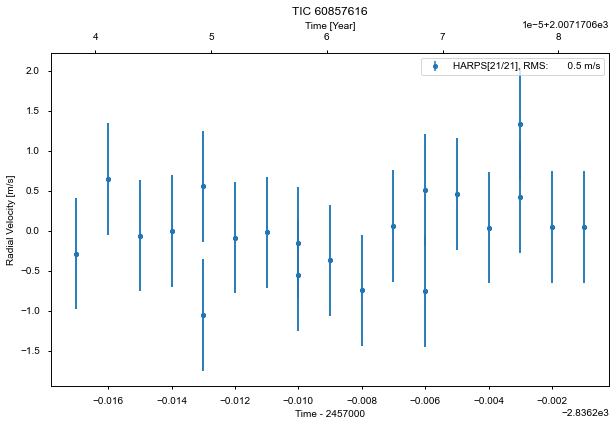 TIC 60857616
Time [Year]
1e−5+2.0071706e3
4 5 6 7 8
HARPS[21/21], RMS: 0.5 m/s
Radial Velocity [m/s]
2.0
1.5
1.0
0.5
0.0
−0.5
−1.0
−1.5
−0.016 −0.014 −0.012 −0.010 −0.008 −0.006 −0.004 −0.002
Time - 2457000
−2.8362e3